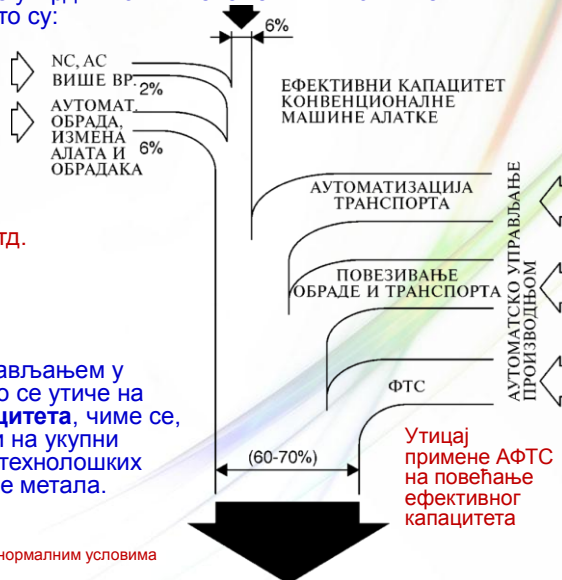 то су:
6%
NC, AC
ВИШЕ ВР.
2%
АУТОМАТ.
ОБРАДА,
ИЗМЕНА
АЛАТА И
ОБРАДАКА
6%
ЕФЕКТИВНИ КАПАЦИТЕТ
КОНВЕНЦИОНАЛНЕ
МАШИНЕ АЛАТКЕ
АУТОМАТИЗАЦИЈА
ТРАНСПОРТА
ПОВЕЗИВАЊЕ
ОБРАДЕ И ТРАНСПОРТА
ФТС
АУТОМАТСКО УПРАВЉАЊЕ
ПРОИЗВОДЊОМ
тд.
ављањем у
о се утиче на
цитета, чиме се,
и на укупни
технолошких
е метала.
(60-70%)
Утицај
примене АФТС
на повећање
ефективног
капацитета
нормалним условима